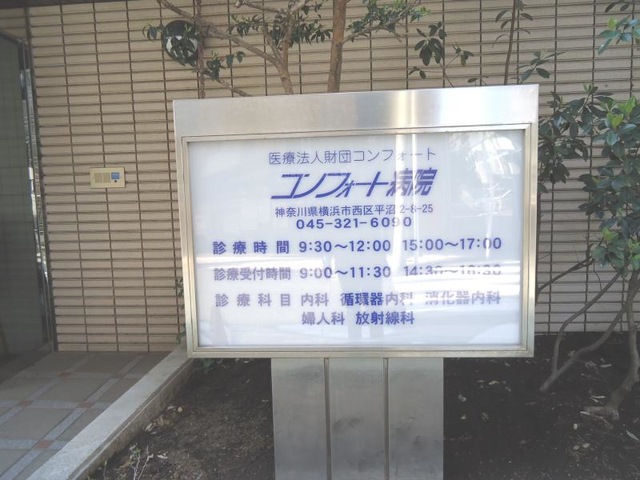 医療法人財団コンフォート
コンフォート病院
神奈川県横浜市西区平沼2-8-25
045-321-6090
診療時間 9:30～12:00 15:00～17:00
診療受付時間 9:00～11:30 14:30～16:30
診療科目 内科 循環器内科 消化器内科
婦人科 放射線科